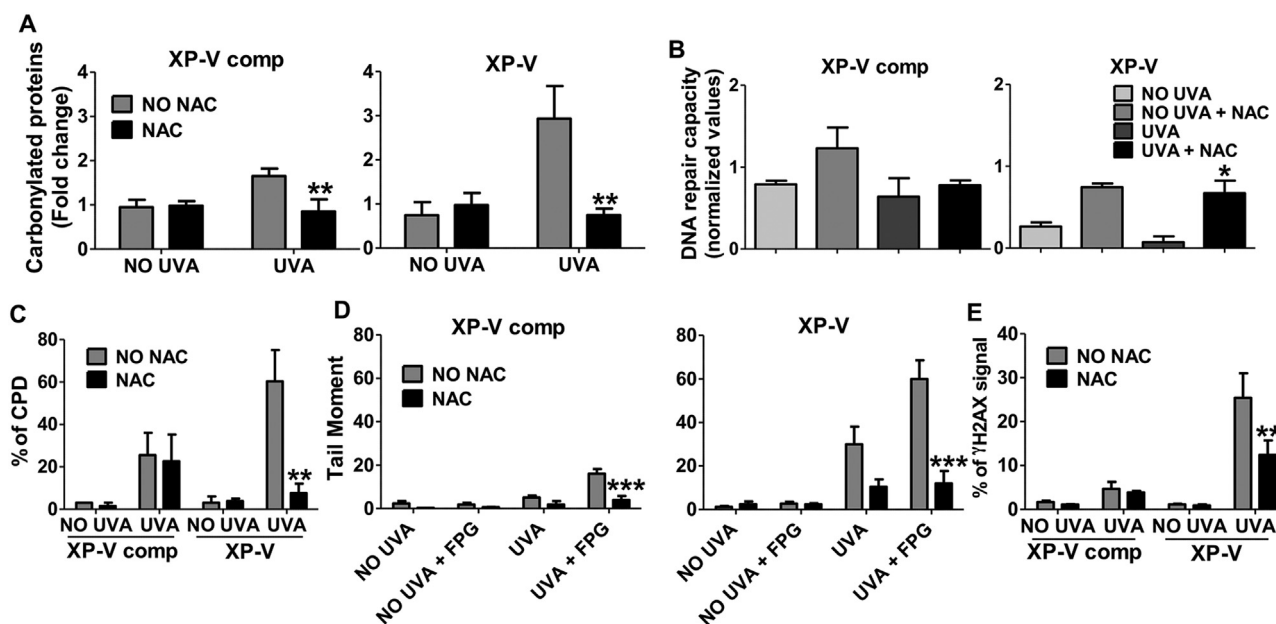 A
XP-V comp
XP-V
Carbonylated proteins
(Fold change)
4
3
2
1
0
NO NAC
NAC
**
NO UVA
UVA
4
3
2
1
0
**
NO UVA
UVA
B
XP-V comp
XP-V
DNA repair capacity
(normalized values)
2
1
0
2
1
0
NO UVA
NO UVA + NAC
UVA
UVA + NAC
*
C
% of CPD
80
60
40
20
0
NO NAC
NAC
**
NO UVA
UVA
NO UVA
UVA
XP-V comp
XP-V
D
XP-V comp
Tail Moment
80
60
40
20
0
NO NAC
NAC
***
NO UVA
NO UVA + FPG
UVA
UVA + FPG
XP-V
80
60
40
20
0
***
NO UVA
NO UVA + FPG
UVA
UVA + FPG
E
% of γH2AX signal
40
30
20
10
0
NO NAC
NAC
**
NO UVA
UVA
NO UVA
UVA
XP-V comp
XP-V